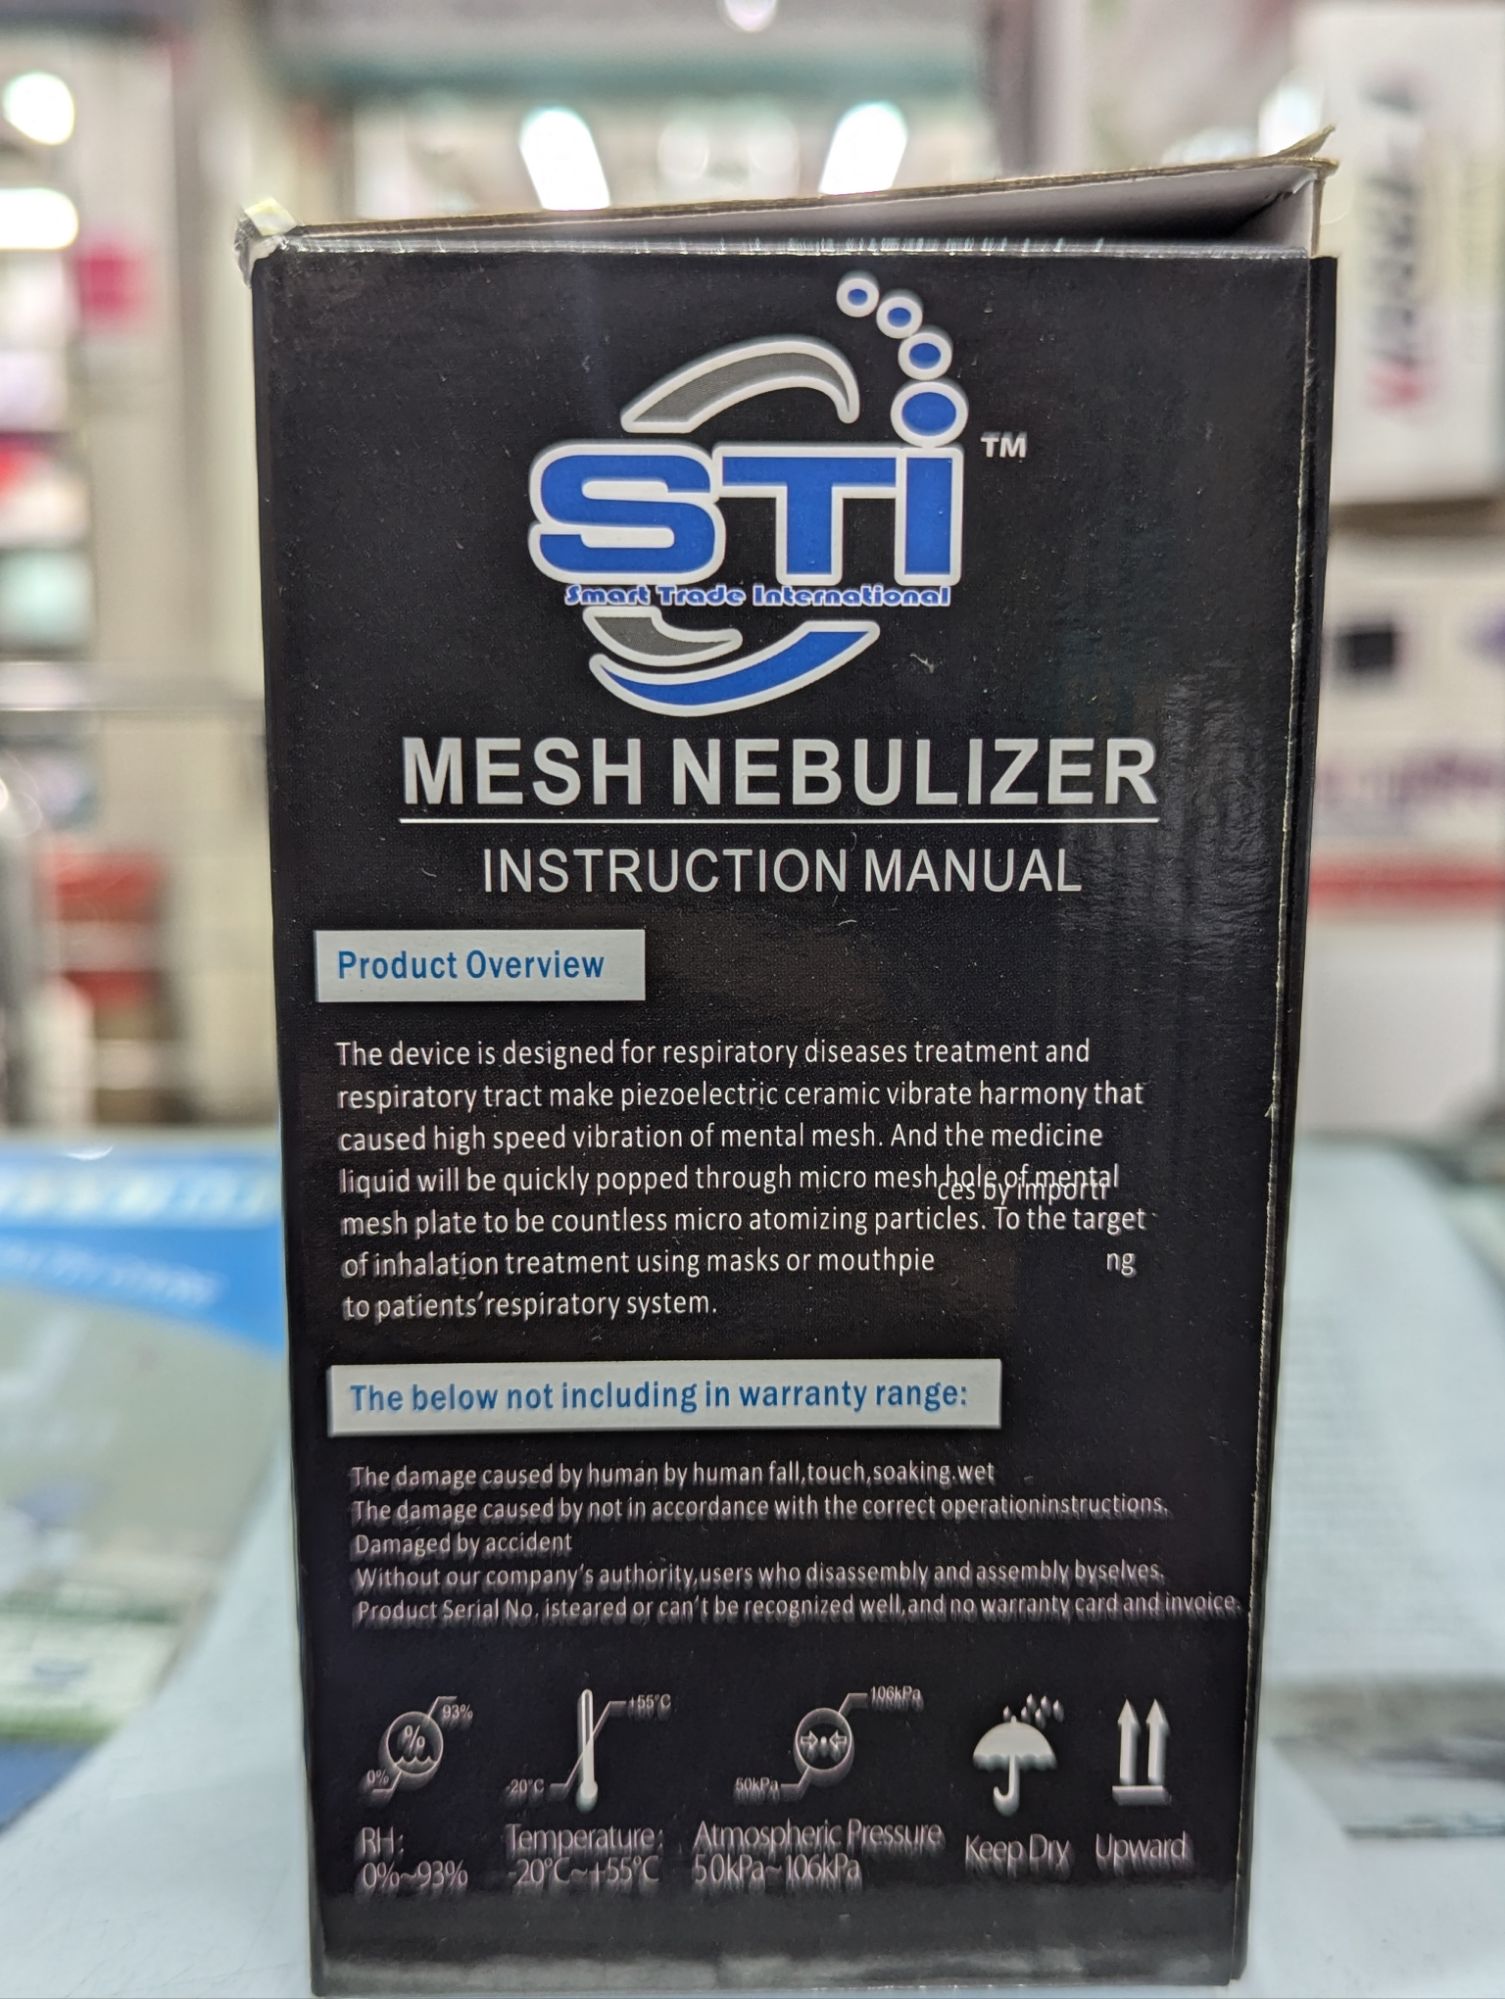 STi
TM
Smart Trade International
MESH NEBULIZER
INSTRUCTION MANUAL
Product Overview
The device is designed for respiratory diseases treatment and
respiratory tract make piezoelectric ceramic vibrate harmony that
caused high speed vibration of mental mesh. And the medicine
liquid will be quickly popped through micro mesh hole of mental
ces by importi
mesh plate to be countless micro atomizing particles. To the target
of inhalation treatment using masks or mouthpie ng
to patients'respiratory system.
The below not including in warranty range:
The damage caused by human by human fall,touch,soaking.wet
The damage caused by not in accordance with the correct operationinstructions.
Damaged by accident
Without our company's authority,users who disassembly and assembly byselves.
Product Serial No. isteared or can't be recognized well,and no warranty card and invoice.
93%
%
0%
+55°C
-20°C
106kPa
50kPa
RH:
0%~93%
Temperature:
-20°C~+55°C
Atmospheric Pressure
50kPa~106kPa
Keep Dry
Upward